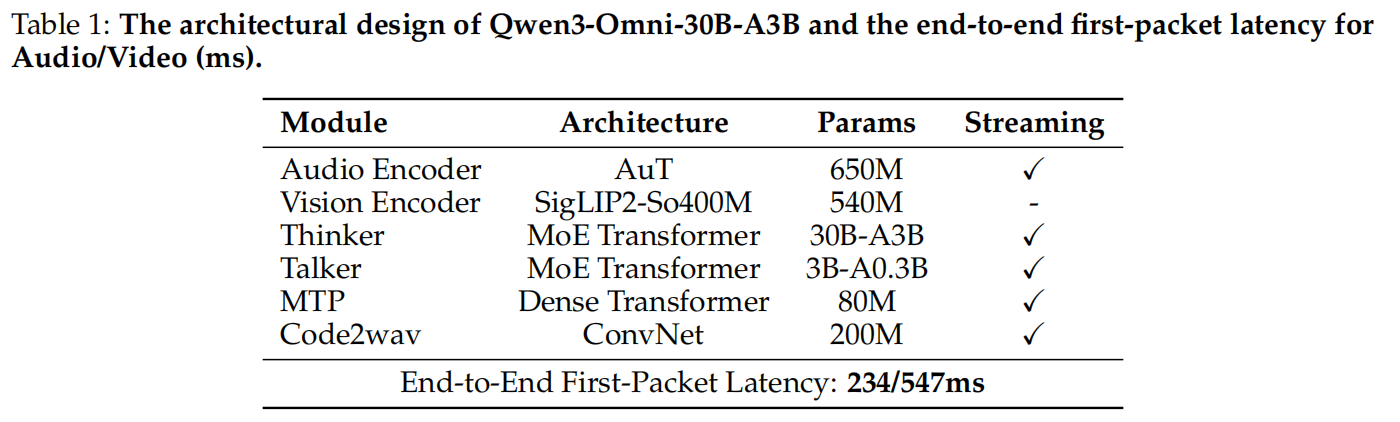 Table 1: The architectural design of Qwen3-Omni-30B-A3B and the end-to-end first-packet latency for
Audio/Video (ms).
Module Architecture Params Streaming
Audio Encoder AuT 650M ✓
Vision Encoder SigLIP2-So400M 540M -
Thinker MoE Transformer 30B-A3B ✓
Talker MoE Transformer 3B-A0.3B ✓
MTP Dense Transformer 80M ✓
Code2wav ConvNet 200M ✓
End-to-End First-Packet Latency: 234/547ms